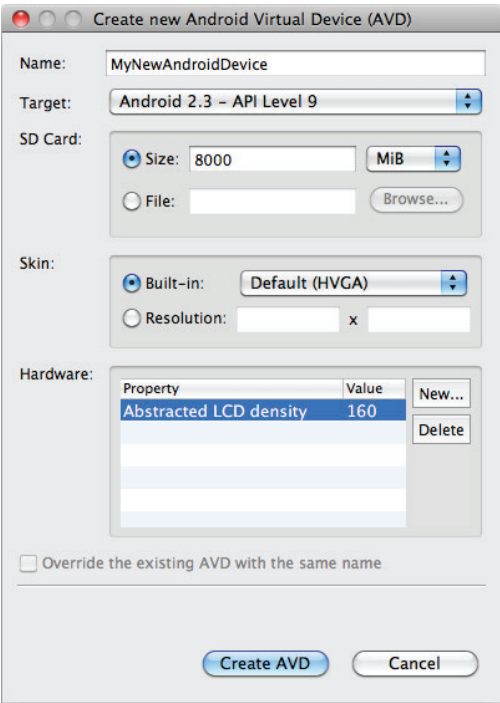 Create new Android Virtual Device (AVD)
Name: MyNewAndroidDevice
Target: Android 2.3 – API Level 9
SD Card:
Size: 8000 MiB
File: Browse...
Skin:
Built-in: Default (HVGA)
Resolution: x
Hardware:
Property Value New...
Abstracted LCD density 160
Delete
Override the existing AVD with the same name
Create AVD Cancel